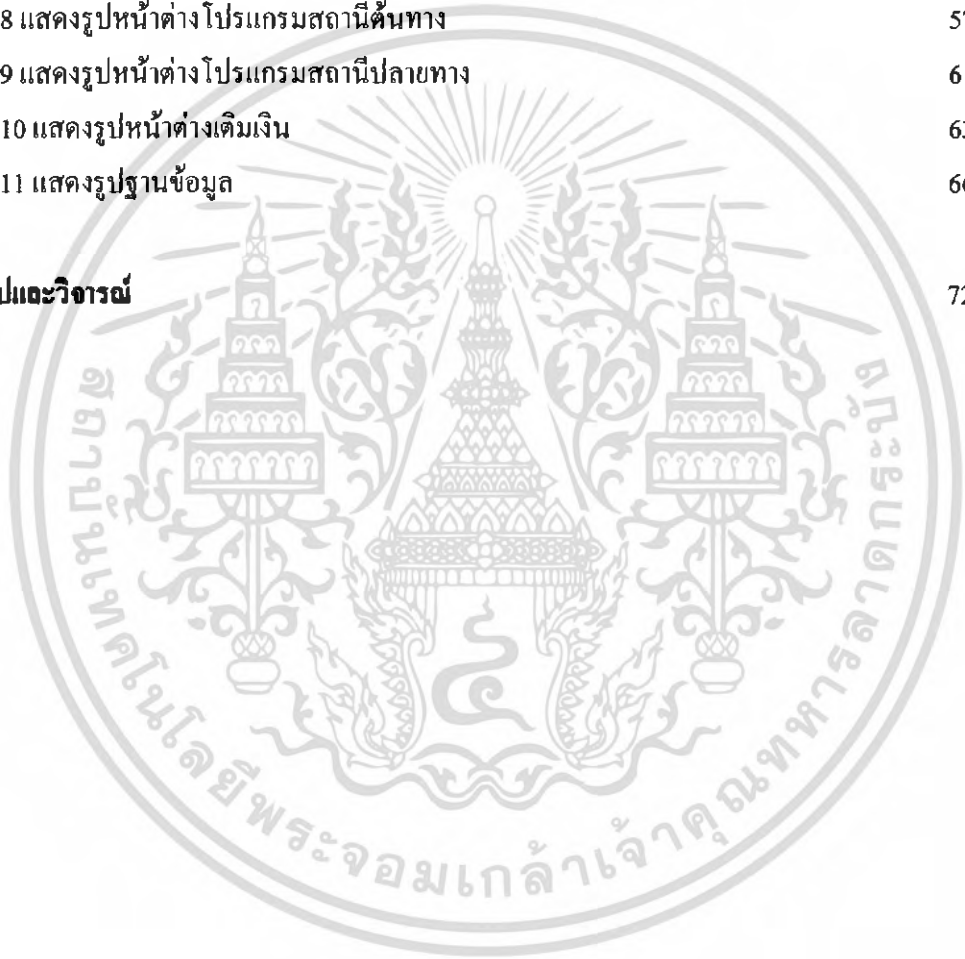 8 แสดงรูปหน้าต่างโปรแกรมสถานีต้นทาง 57
9 แสดงรูปหน้าต่างโปรแกรมสถานีปลายทาง 6
10 แสดงรูปหน้าต่างเติมเงิน 63
11 แสดงรูปฐานข้อมูล 66
ปและวิจารณ์ 72
สถาบันเทคโนโลยีพระจอมเกล้าเจ้าคุณทหารลาดกระบัง